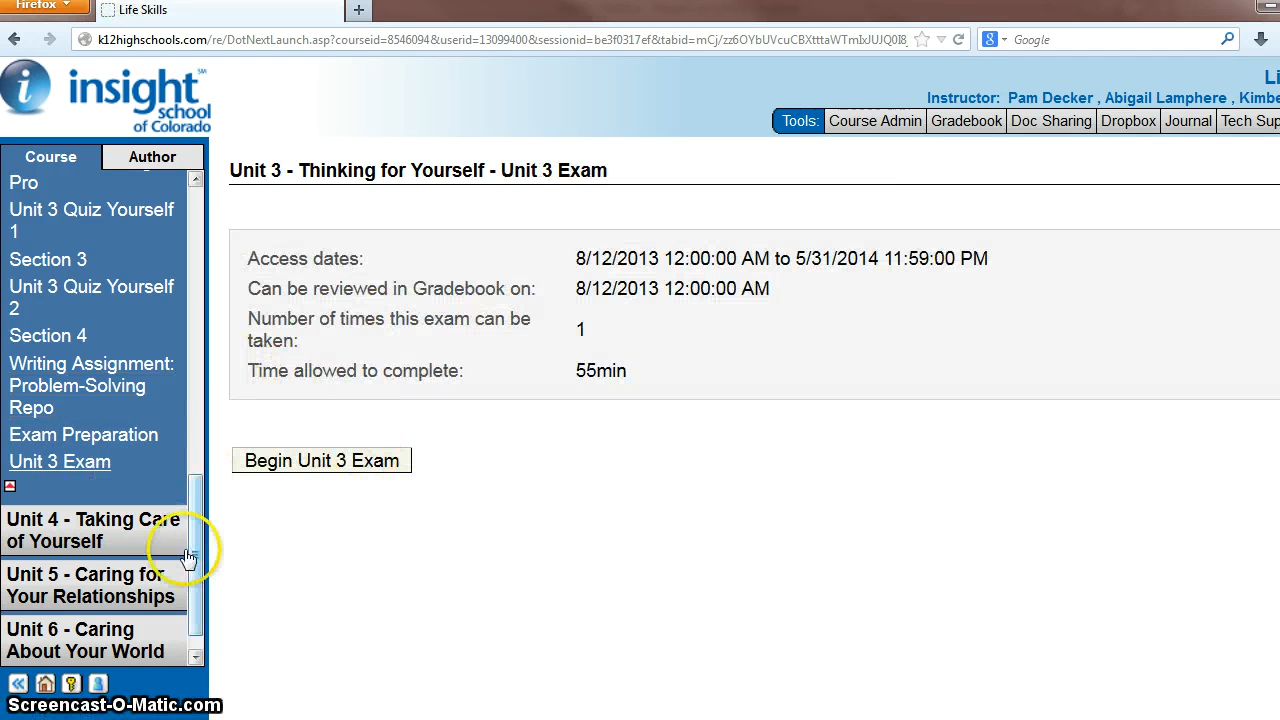 Firefox
Life Skills
k12highschools.com/re/DotNextLaunch.asp?courseid=8546094&userid=13099400&sessionid=be3f0317ef&tabid=
Google
insight
SM
school
of Colorado
Li
Instructor: Pam Decker , Abigail Lamphere , Kimbe
Tools: Course Admin Gradebook Doc Sharing Dropbox Journal Tech Sup
Course Author
Pro
Unit 3 Quiz Yourself
1
Section 3
Unit 3 Quiz Yourself
2
Section 4
Writing Assignment:
Problem-Solving
Repo
Exam Preparation
Unit 3 Exam
Unit 4 - Taking Care
of Yourself
Unit 5 - Caring for
Your Relationships
Unit 6 - Caring
About Your World
Unit 3 - Thinking for Yourself - Unit 3 Exam
Access dates: 8/12/2013 12:00:00 AM to 5/31/2014 11:59:00 PM
Can be reviewed in Gradebook on: 8/12/2013 12:00:00 AM
Number of times this exam can be
taken: 1
Time allowed to complete: 55min
Begin Unit 3 Exam
Screencast-O-Matic.com